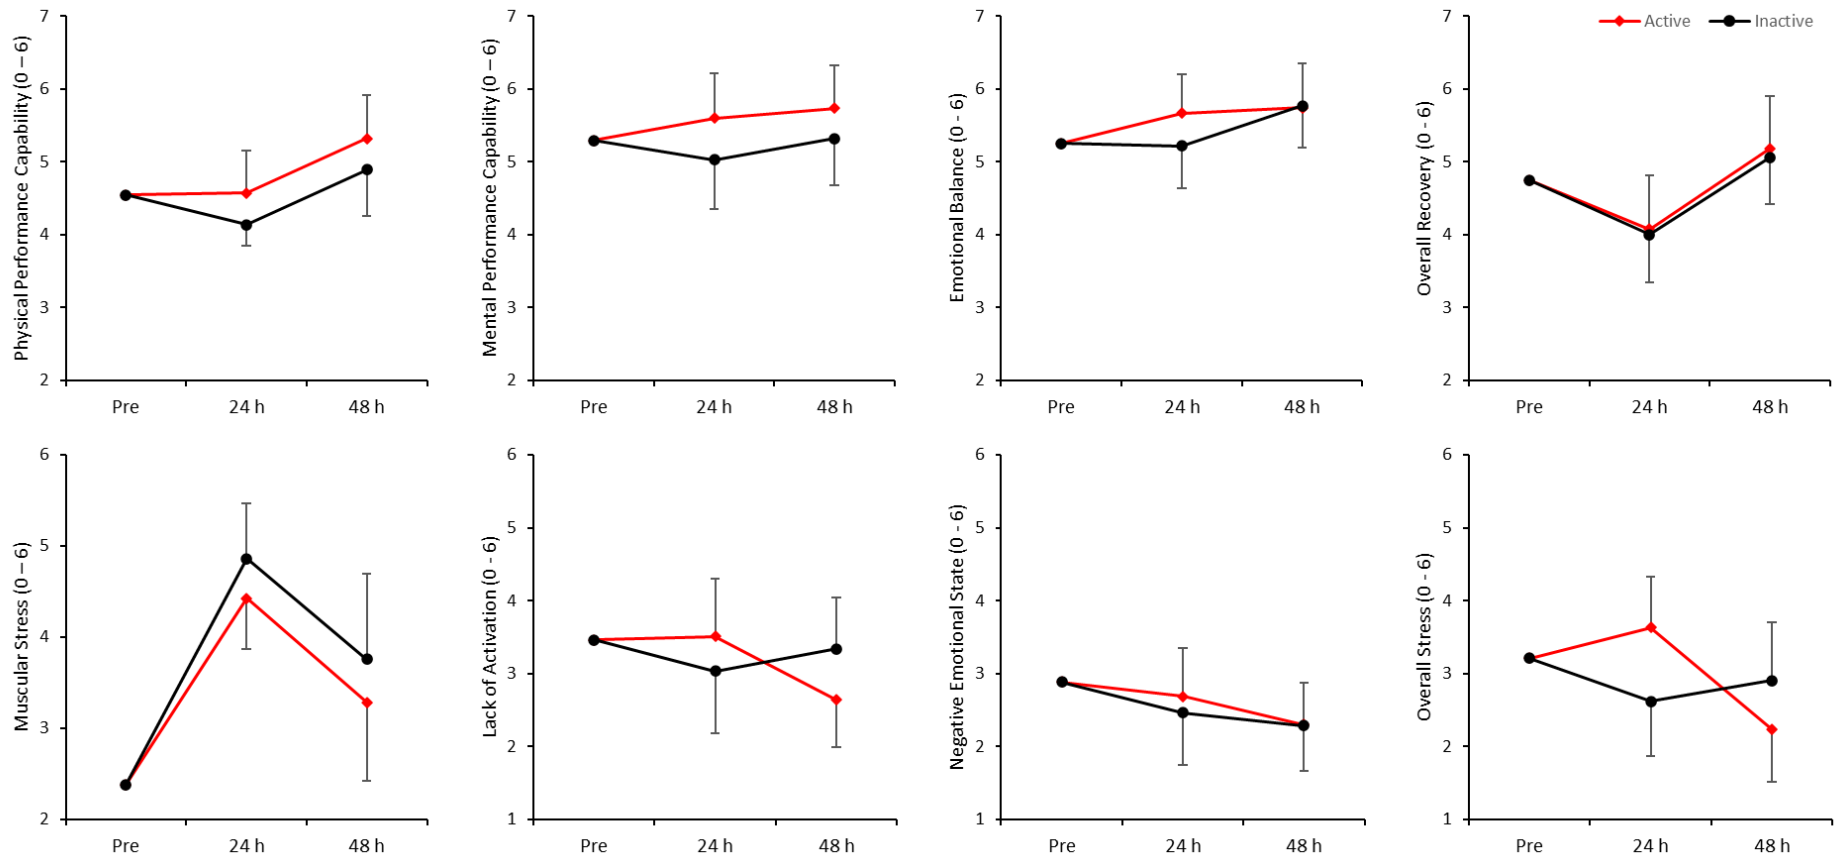 Physical Performance Capability (0 – 6)
7
6
5
4
3
2
Pre 24 h 48 h
Mental Performance Capability (0 – 6)
7
6
5
4
3
2
Pre 24 h 48 h
Emotional Balance (0 - 6)
7
6
5
4
3
2
Pre 24 h 48 h
Overall Recovery (0 - 6)
7
6
5
4
3
2
Pre 24 h 48 h
Active Inactive
Muscular Stress (0 – 6)
6
5
4
3
2
Pre 24 h 48 h
Lack of Activation (0 - 6)
6
5
4
3
2
1
Pre 24 h 48 h
Negative Emotional State (0 - 6)
6
5
4
3
2
1
Pre 24 h 48 h
Overall Stress (0 - 6)
6
5
4
3
2
1
Pre 24 h 48 h